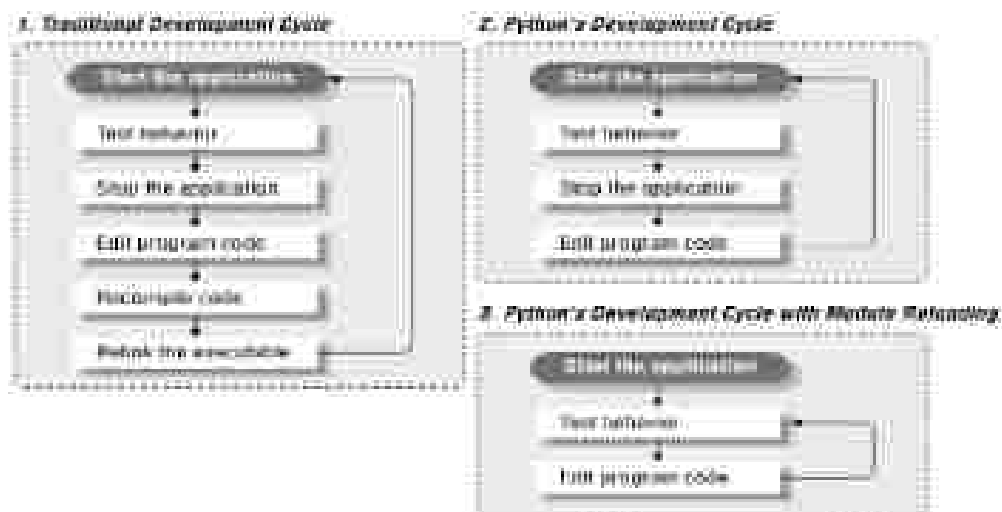 1. Traditional Development Cycle
Start the application
Test behavior
Stop the application
Edit program code
Recompile code
Relink the executable
2. Python's Development Cycle
Start the application
Test behavior
Stop the application
Edit program code
3. Python's Development Cycle with Module Reloading
Start the application
Test behavior
Edit program code